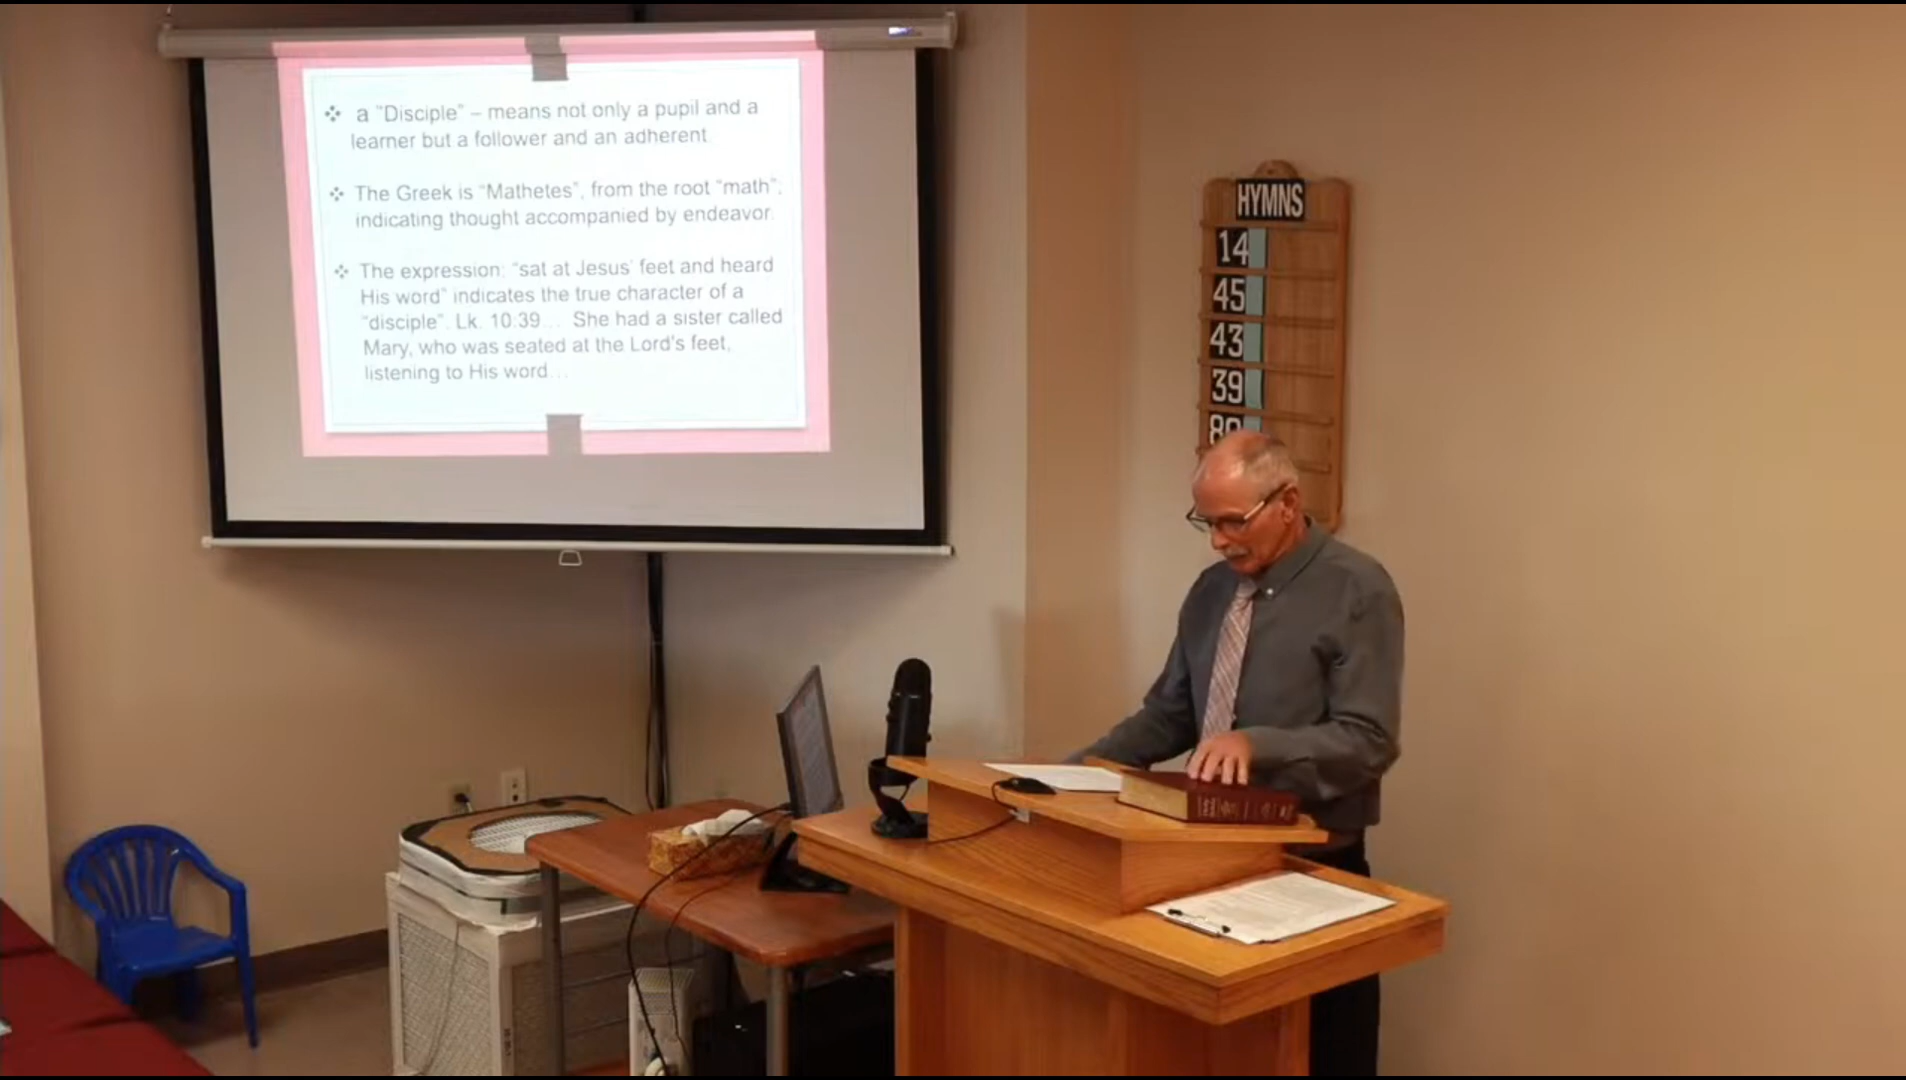 ❖ a "Disciple" – means not only a pupil and a
learner but a follower and an adherent
❖ The Greek is "Mathetes", from the root "math";
indicating thought accompanied by endeavor.
❖ The expression: "sat at Jesus' feet and heard
His word" indicates the true character of a
"disciple". Lk. 10:39… She had a sister called
Mary, who was seated at the Lord's feet,
listening to His word…
HYMNS
14
45
43
39